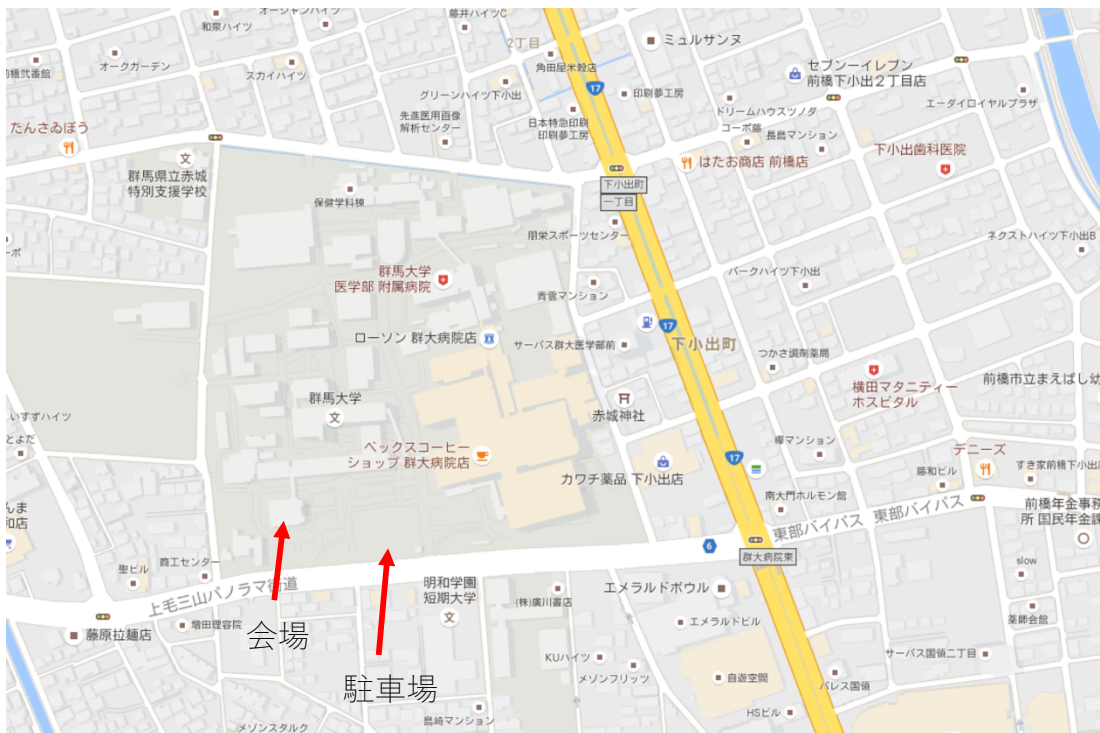 オーシャンハイツ
和泉ハイツ
藤井ハイツC
2丁目
ミュルサンヌ
角田屋米穀店
セブンーイレブン
前橋下小出２丁目店
前橋弐番館
オークガーデン
スカイハイツ
グリーンハイツ下小出
17
印刷夢工房
ドリームハウスツノダ
エーダイロイヤルプラザ
先進医用画像
解析センター
日本特急印刷
印刷夢工房
コーポ藤
長島マンション
たんさゐぼう
群馬県立赤城
特別支援学校
はたお商店 前橋店
下小出歯科医院
下小出町
一丁目
保健学科棟
朋栄スポーツセンター
ネクストハイツ下小出B
ーポ
群馬大学
医学部 附属病院
パークハイツ下小出
青雲マンション
ローソン 群大病院店
サーパス群大医学部前
17
下小出町
つかさ調剤薬局
横田マタニティー
ホスピタル
前橋市立まえばし幼
群馬大学
いすずハイツ
赤城神社
とよだ
ベックスコーヒー
ショップ 群大病院店
欅マンション
デニーズ
17
カワチ薬品 下小出店
藤和ビル
すき家前橋下小出
南大門ホルモン館
んま
和店
東部バイパス 東部バイパス
前橋年金事務
所 国民年金課
6
群大病院東
商工センター
聖ビル
slow
上毛三山パノラマ街道
明和学園
短期大学
(株)廣川書店
エメラルドボウル
藤原拉麺店
増田理容院
会場
エメラルドビル
薬師会館
KUハイツ
メゾンフリッツ
サーパス国領二丁目
駐車場
自遊空間
パレス国領
島崎マンション
HSビル
メゾンスタルク